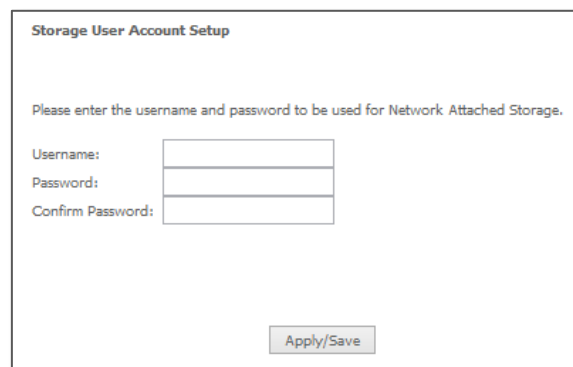 Storage User Account Setup
Please enter the username and password to be used for Network Attached Storage.
Username:
Password:
Confirm Password:
Apply/Save